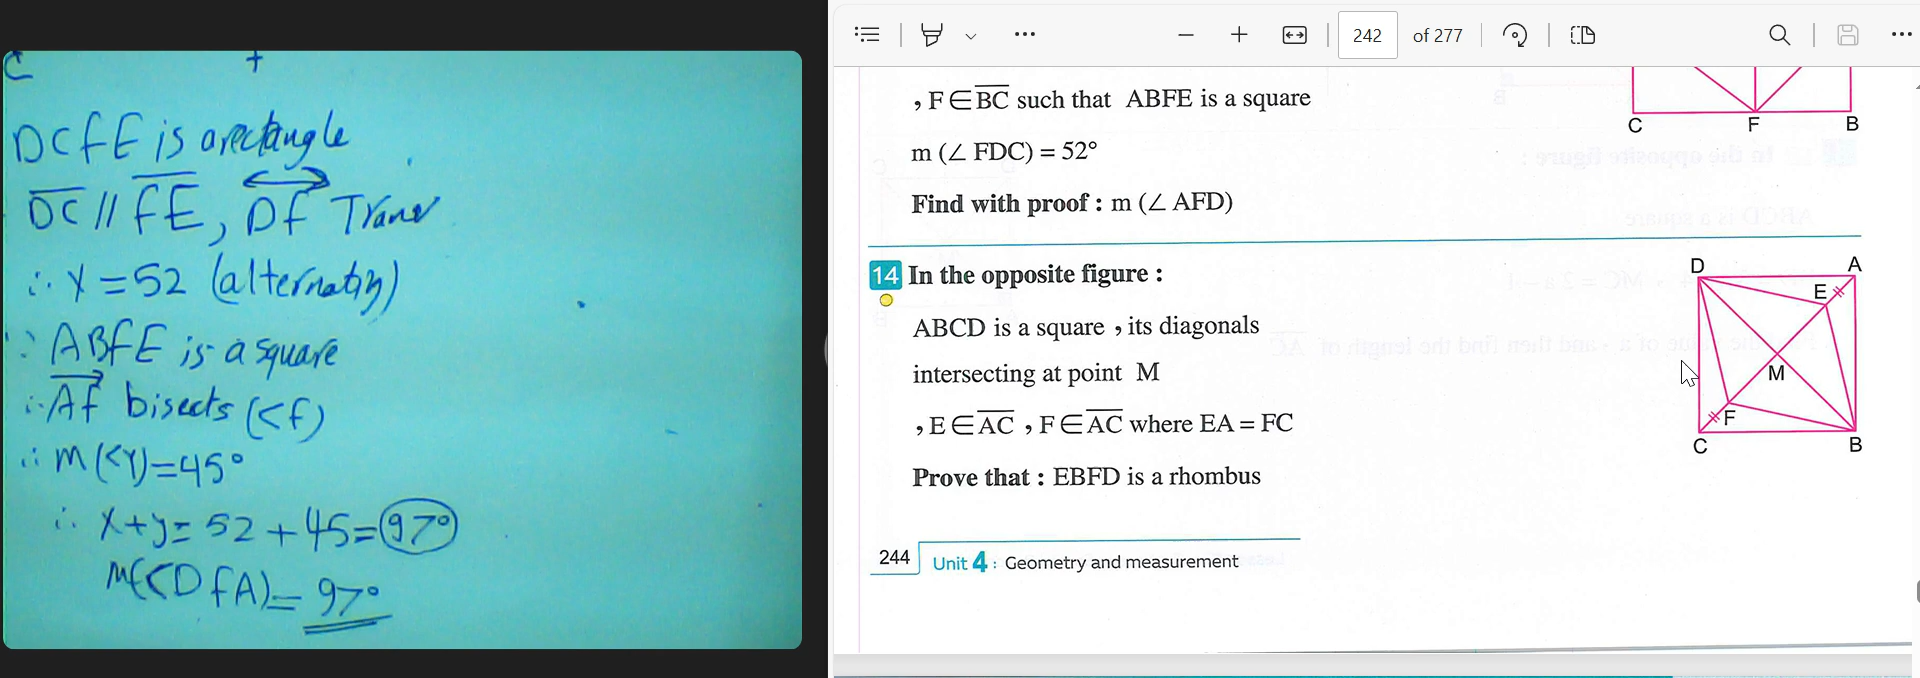 C
DCFE is a rectangle
DC // FE, DF Trans
∴ X = 52 (alternating)
∵ ABFE is a square
∴ AF bisects (<F)
∴ m(<Y)=45°
∴ X+y= 52 + 45= 97°
m(<DFA)= 97°
242 of 277
, F ∈ BC such that ABFE is a square
m (∠ FDC) = 52°
Find with proof : m (∠ AFD)
C F B
14 In the opposite figure :
ABCD is a square , its diagonals
intersecting at point M
, E ∈ AC , F ∈ AC where EA = FC
Prove that : EBFD is a rhombus
D A
E
M
F
C B
244 Unit 4 : Geometry and measurement